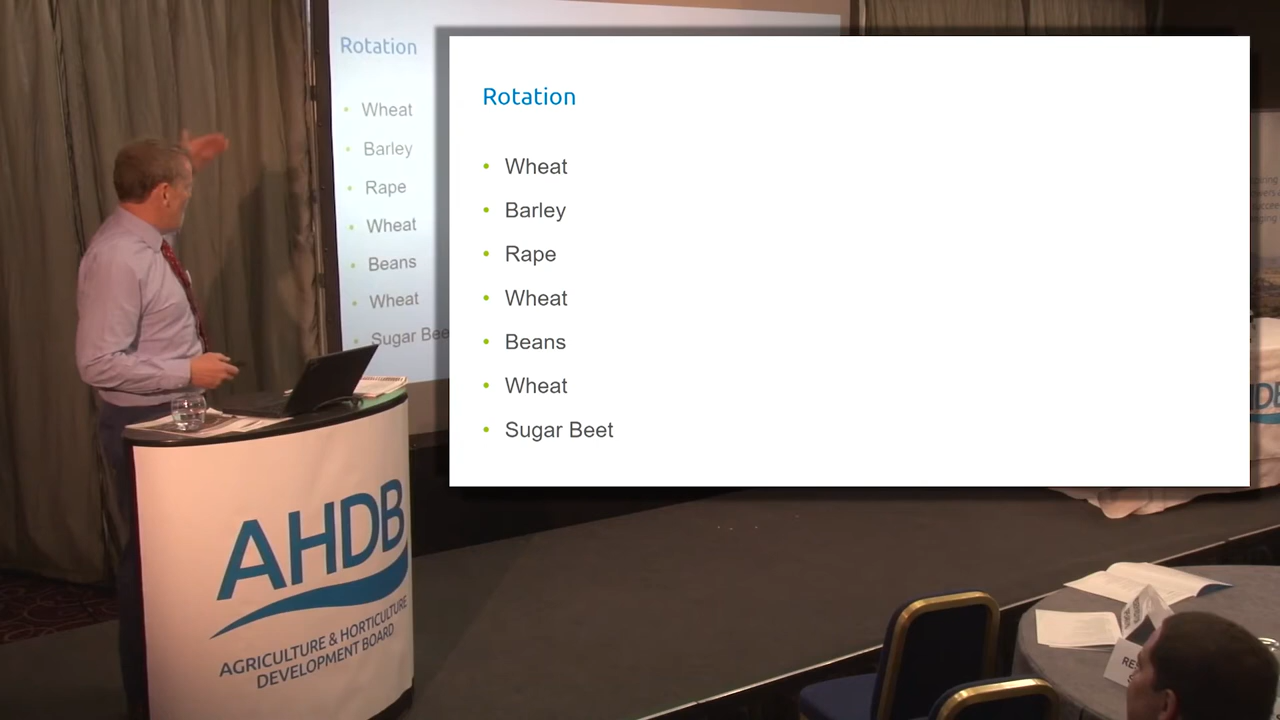 Rotation
• Wheat
• Barley
• Rape
• Wheat
• Beans
• Wheat
• Sugar Bee
Rotation
• Wheat
• Barley
• Rape
• Wheat
• Beans
• Wheat
• Sugar Beet
AHDB
AGRICULTURE & HORTICULTURE
DEVELOPMENT BOARD